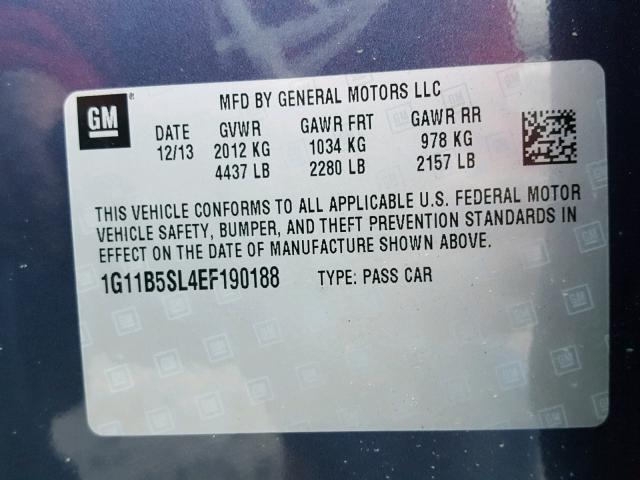 GM ® MFD BY GENERAL MOTORS LLC
DATE GVWR GAWR FRT GAWR RR
12/13 2012 KG 1034 KG 978 KG
4437 LB 2280 LB 2157 LB
THIS VEHICLE CONFORMS TO ALL APPLICABLE U.S. FEDERAL MOTOR
VEHICLE SAFETY, BUMPER, AND THEFT PREVENTION STANDARDS IN
EFFECT ON THE DATE OF MANUFACTURE SHOWN ABOVE.
1G11B5SL4EF190188 TYPE: PASS CAR